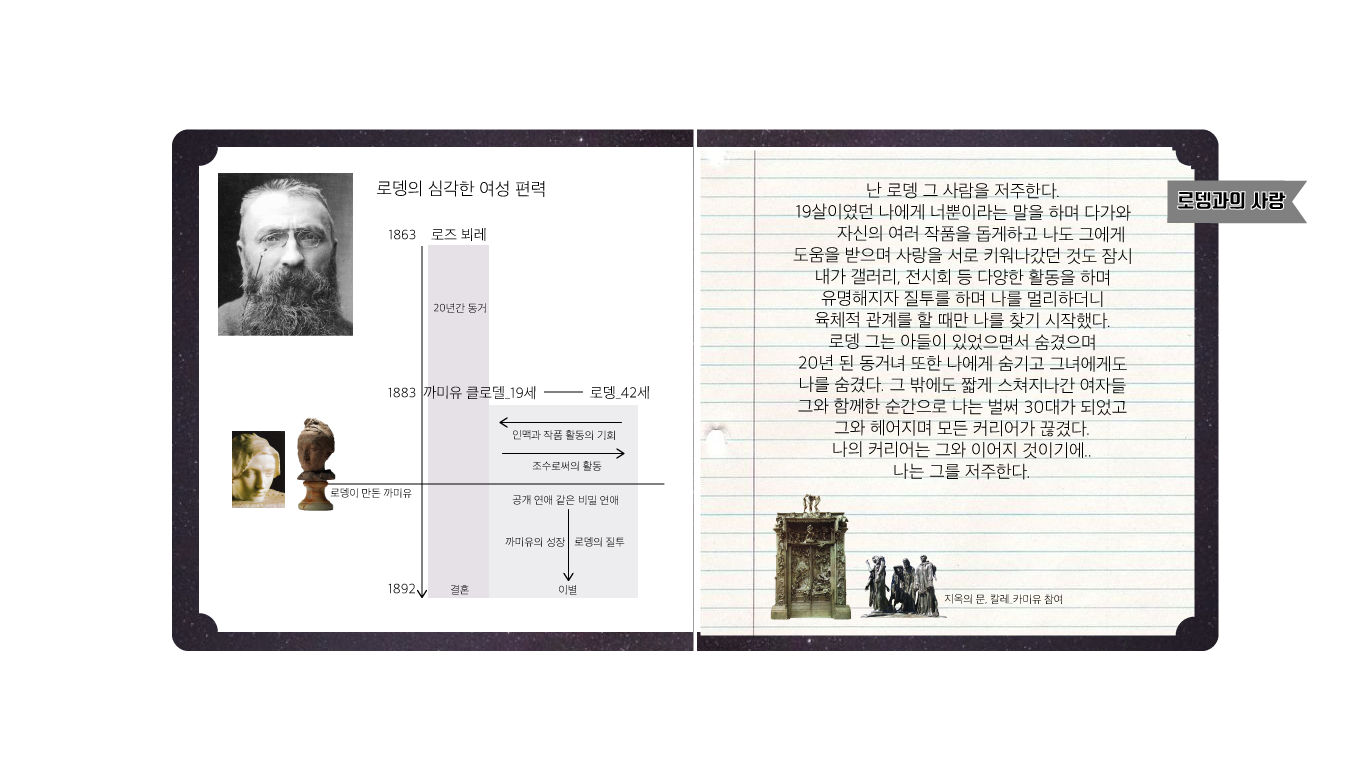 로뎅의 심각한 여성 편력
1863 로즈 뵈레
20년간 동거
1883 까미유 클로델_19세 로뎅_42세
인맥과 작품 활동의 기회
조수로써의 활동
로뎅이 만든 까미유
공개 연애 같은 비밀 연애
까미유의 성장 로뎅의 질투
1892 결혼 이별
로뎅과의 사랑
난 로뎅 그 사람을 저주한다.
19살이였던 나에게 너뿐이라는 말을 하며 다가와
자신의 여러 작품을 돕게하고 나도 그에게
도움을 받으며 사랑을 서로 키워나갔던 것도 잠시
내가 갤러리, 전시회 등 다양한 활동을 하며
유명해지자 질투를 하며 나를 멀리하더니
육체적 관계를 할 때만 나를 찾기 시작했다.
로뎅 그는 아들이 있었으면서 숨겼으며
20년 된 동거녀 또한 나에게 숨기고 그녀에게도
나를 숨겼다. 그 밖에도 짧게 스쳐지나간 여자들
그와 함께한 순간으로 나는 벌써 30대가 되었고
그와 헤어지며 모든 커리어가 끊겼다.
나의 커리어는 그와 이어지 것이기에..
나는 그를 저주한다.
지옥의 문, 칼레_카미유 참여